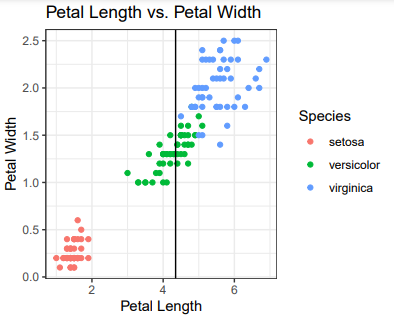 Petal Length vs. Petal Width
2.5
2.0
1.5
1.0
0.5
0.0
Petal Width
2
4
6
Petal Length
Species
setosa
versicolor
virginica